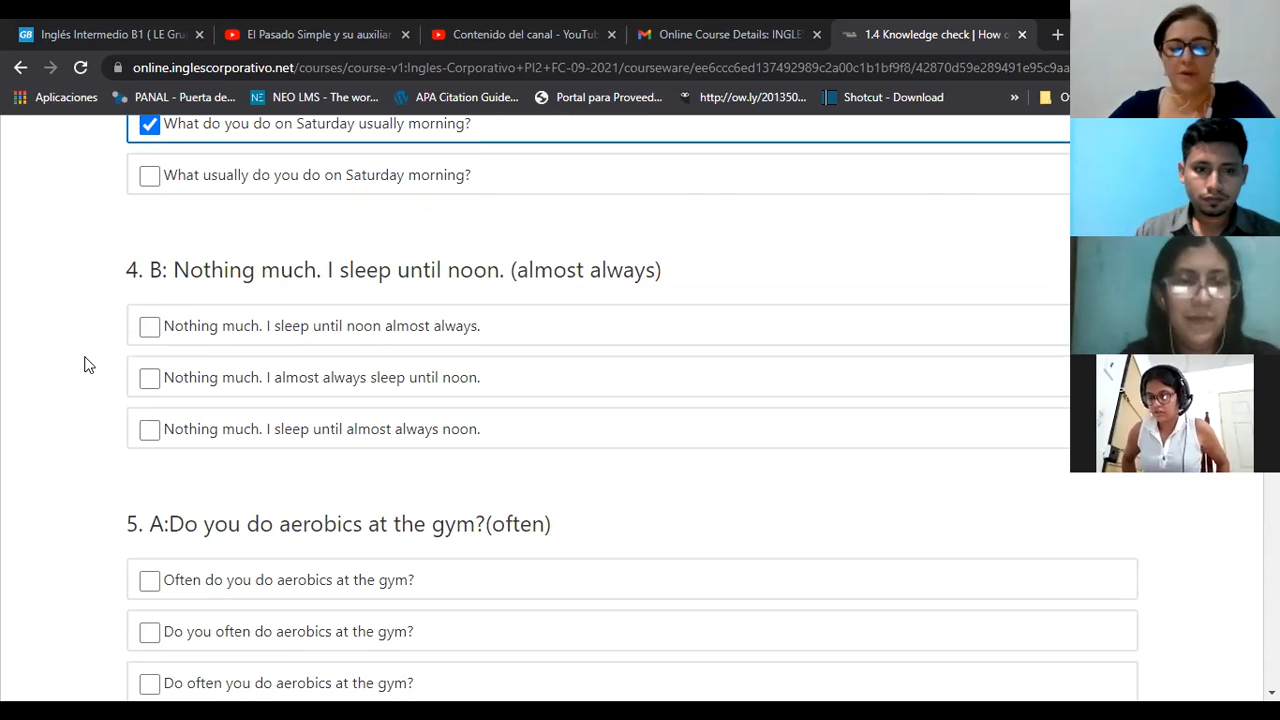 Inglés Intermedio B1 ( LE Gru
El Pasado Simple y su auxilia
Contenido del canal - YouTu
Online Course Details: INGLE
1.4 Knowledge check | How o
online.inglescorporativo.net/courses/course-v1:Ingles-Corporativo+PI2+FC-09-2021/courseware/ee6ccc6ed137492989c2a00c1b1bf9f8/42870d59e289491e95c9aa
Aplicaciones
PANAL - Puerta de...
NEO LMS - The wor...
APA Citation Guide...
Portal para Proveed...
http://ow.ly/201350...
Shotcut - Download
»
What do you do on Saturday usually morning?
What usually do you do on Saturday morning?
4. B: Nothing much. I sleep until noon. (almost always)
Nothing much. I sleep until noon almost always.
Nothing much. I almost always sleep until noon.
Nothing much. I sleep until almost always noon.
5. A:Do you do aerobics at the gym?(often)
Often do you do aerobics at the gym?
Do you often do aerobics at the gym?
Do often you do aerobics at the gym?